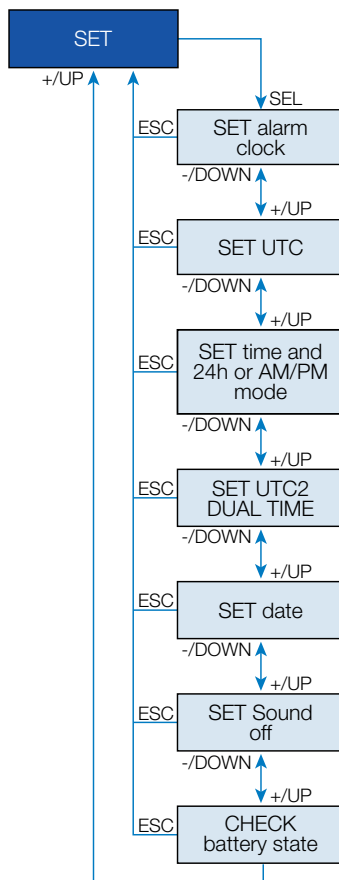 SET
+/UP
SEL
ESC
SET alarm
clock
-/DOWN
+/UP
ESC
SET UTC
-/DOWN
+/UP
ESC
SET time and
24h or AM/PM
mode
-/DOWN
+/UP
ESC
SET UTC2
DUAL TIME
-/DOWN
+/UP
ESC
SET date
-/DOWN
+/UP
ESC
SET Sound
off
-/DOWN
+/UP
ESC
CHECK
battery state